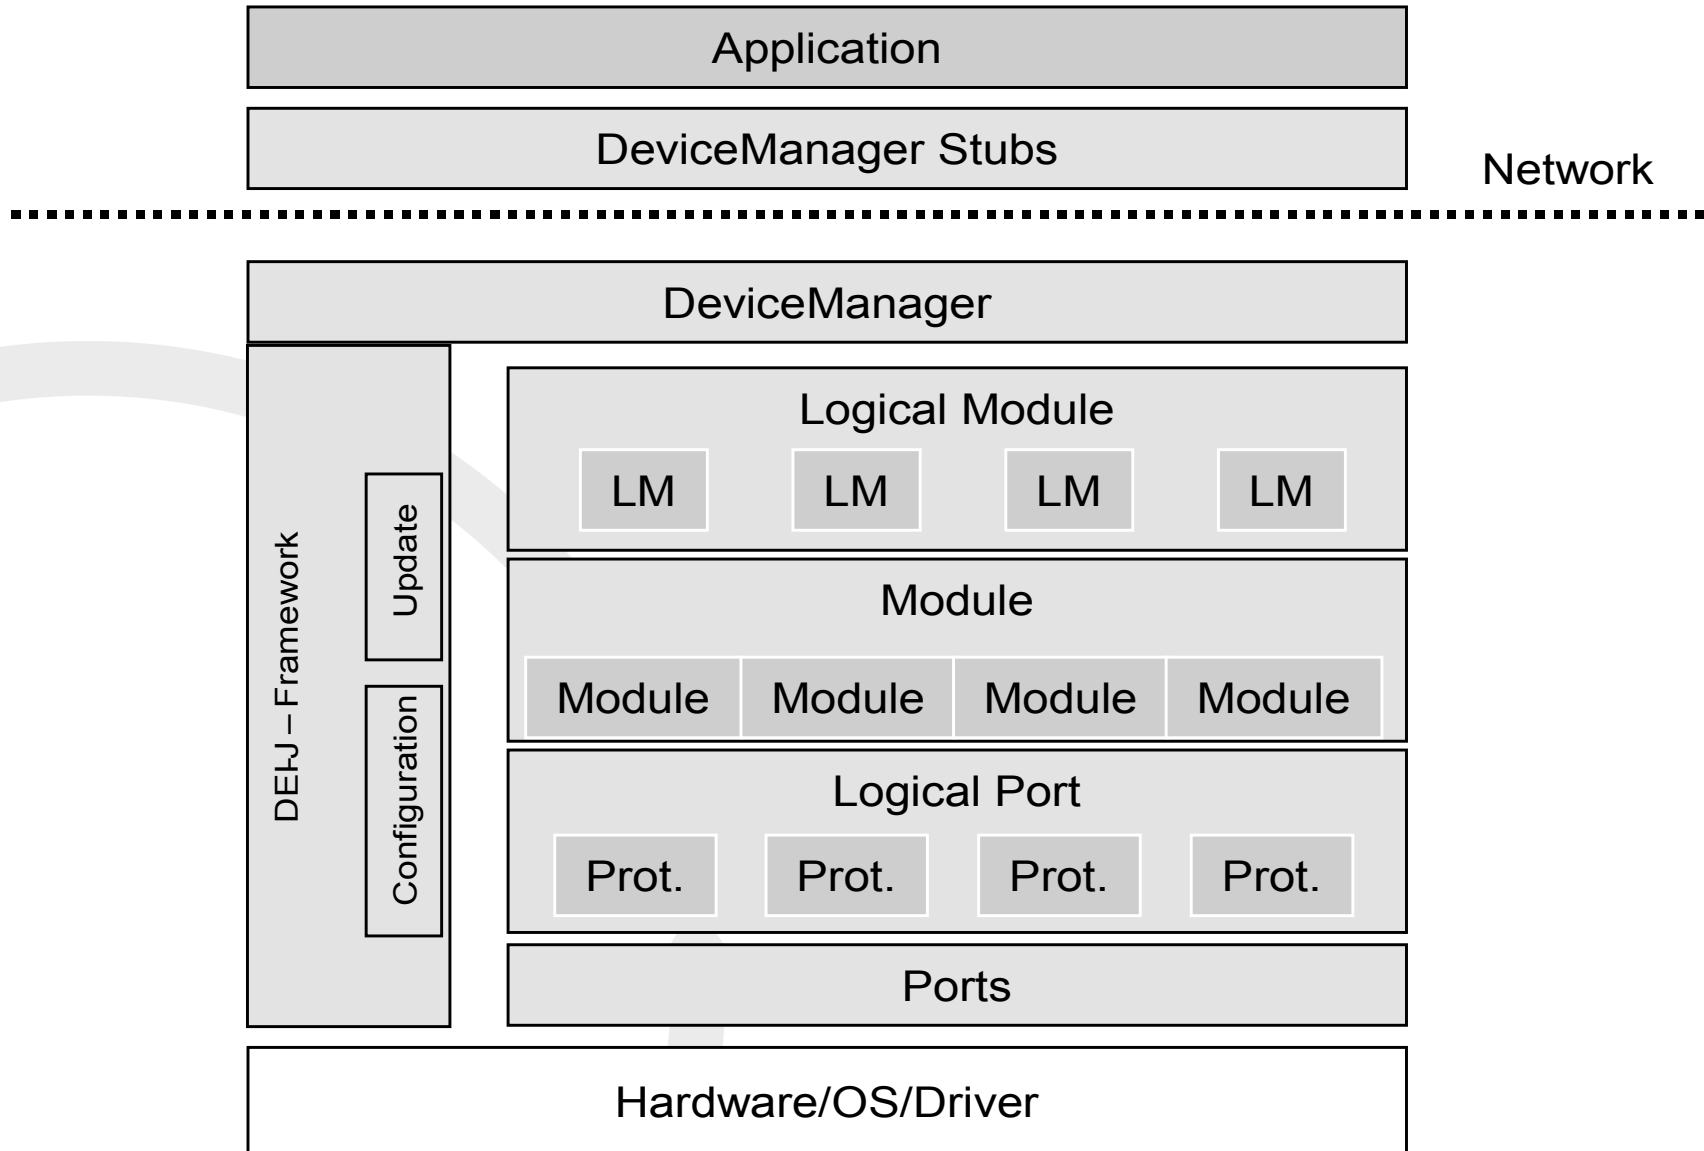 Application
DeviceManager Stubs
Network
DeviceManager
DEI-J – Framework
Update
Configuration
Logical Module
LM LM LM LM
Module
Module Module Module Module
Logical Port
Prot. Prot. Prot. Prot.
Ports
Hardware/OS/Driver